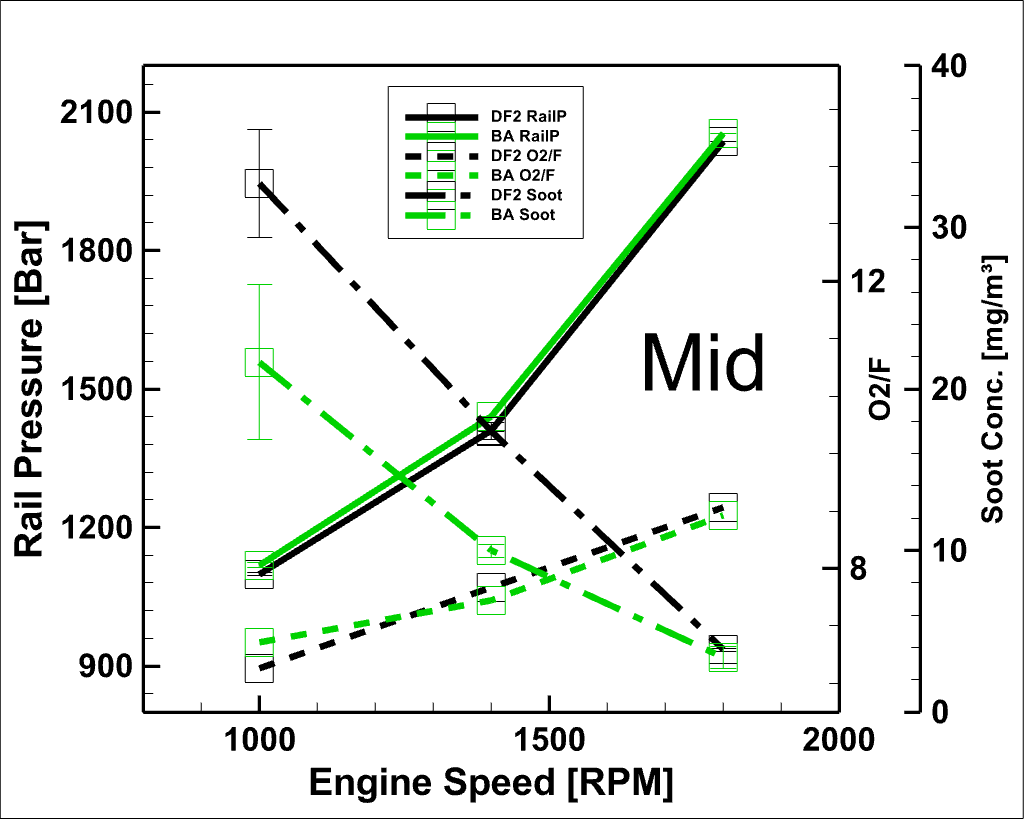 DF2 RailP
BA RailP
DF2 O2/F
BA O2/F
DF2 Soot
BA Soot
Mid
Rail Pressure [Bar]
2100
1800
1500
1200
900
1000
1500
2000
Engine Speed [RPM]
12
8
O2/F
40
30
20
10
0
Soot Conc. [mg/m³]